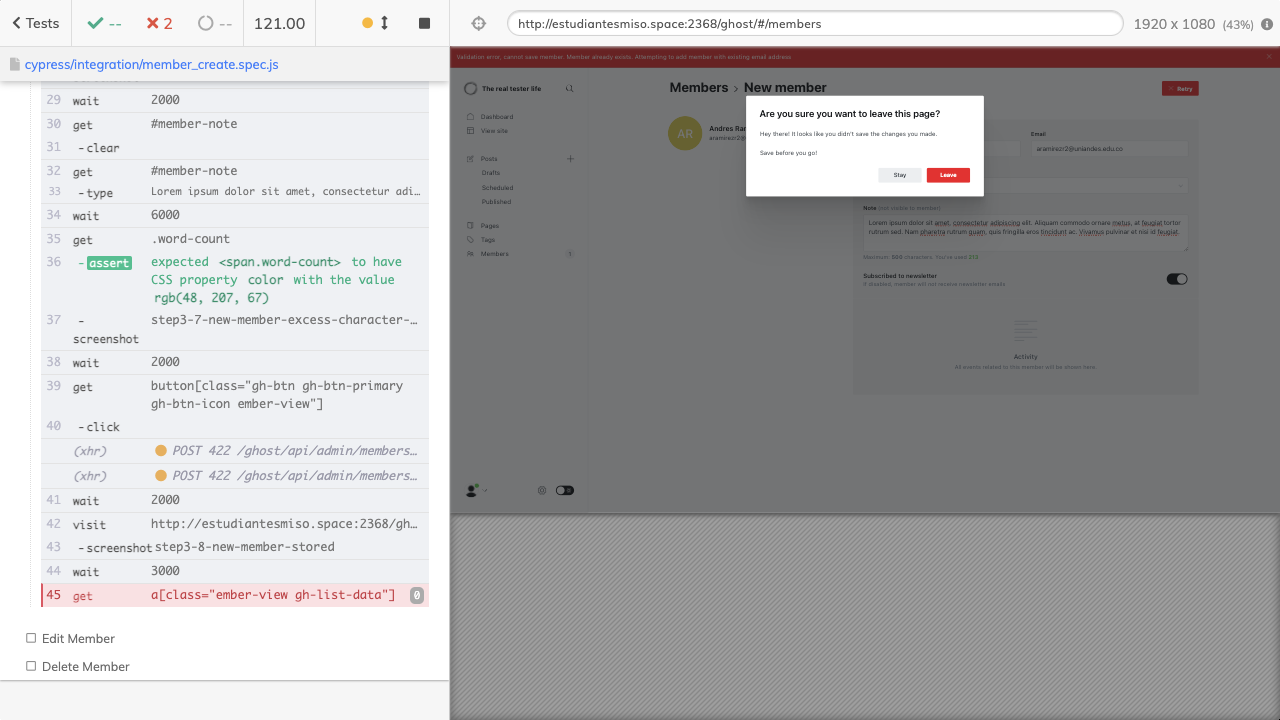 Tests
--
2
--
121.00
http://estudiantesmiso.space:2368/ghost/#/members
1920 x 1080 (43%)
cypress/integration/member_create.spec.js
29 wait 2000
30 get #member-note
31 -clear
32 get #member-note
33 -type Lorem ipsum dolor sit amet, consectetur adi…
34 wait 6000
35 get .word-count
36 -assert expected <span.word-count> to have
CSS property color with the value
rgb(48, 207, 67)
37 - step3-7-new-member-excess-character-…
screenshot
38 wait 2000
39 get button[class="gh-btn gh-btn-primary
gh-btn-icon ember-view"]
40 -click
(xhr) POST 422 /ghost/api/admin/members…
(xhr) POST 422 /ghost/api/admin/members…
41 wait 2000
42 visit http://estudiantesmiso.space:2368/gh…
43 -screenshot step3-8-new-member-stored
44 wait 3000
45 get a[class="ember-view gh-list-data"] 0
Edit Member
Delete Member
Validation error, cannot save member. Member already exists. Attempting to add member with existing email address
The real tester life
Dashboard
View site
Posts
Drafts
Scheduled
Published
Pages
Tags
Members 1
Members › New member
Retry
AR
Andres Ra
aramirezr2@
Are you sure you want to leave this page?
Hey there! It looks like you didn't save the changes you made.
Save before you go!
Stay
Leave
Email
aramirezr2@uniandes.edu.co
Note (not visible to member)
Lorem ipsum dolor sit amet, consectetur adipiscing elit. Aliquam commodo ornare metus, at feugiat tortor
rutrum sed. Nam pharetra rutrum quam, quis fringilla eros tincidunt ac. Vivamus pulvinar et nisl id feugiat.
Maximum: 500 characters. You've used
Subscribed to newsletter
If disabled, member will not receive newsletter emails
Activity
All events related to this member will be shown here.